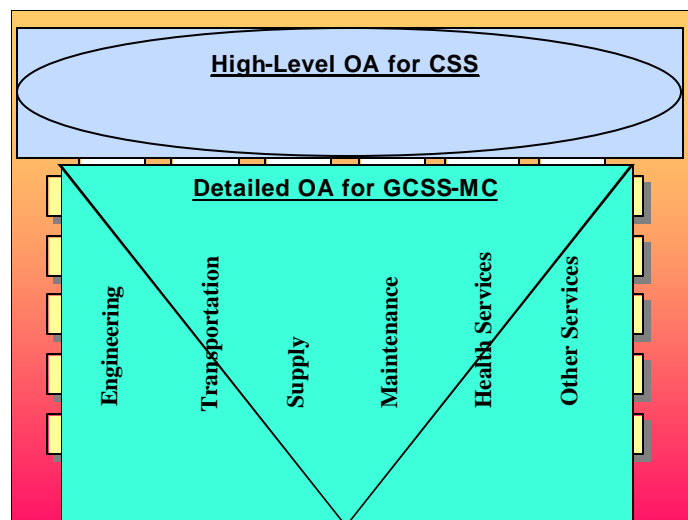 High-Level OA for CSS
Detailed OA for GCSS-MC
Engineering
Transportation
Supply
Maintenance
Health Services
Other Services